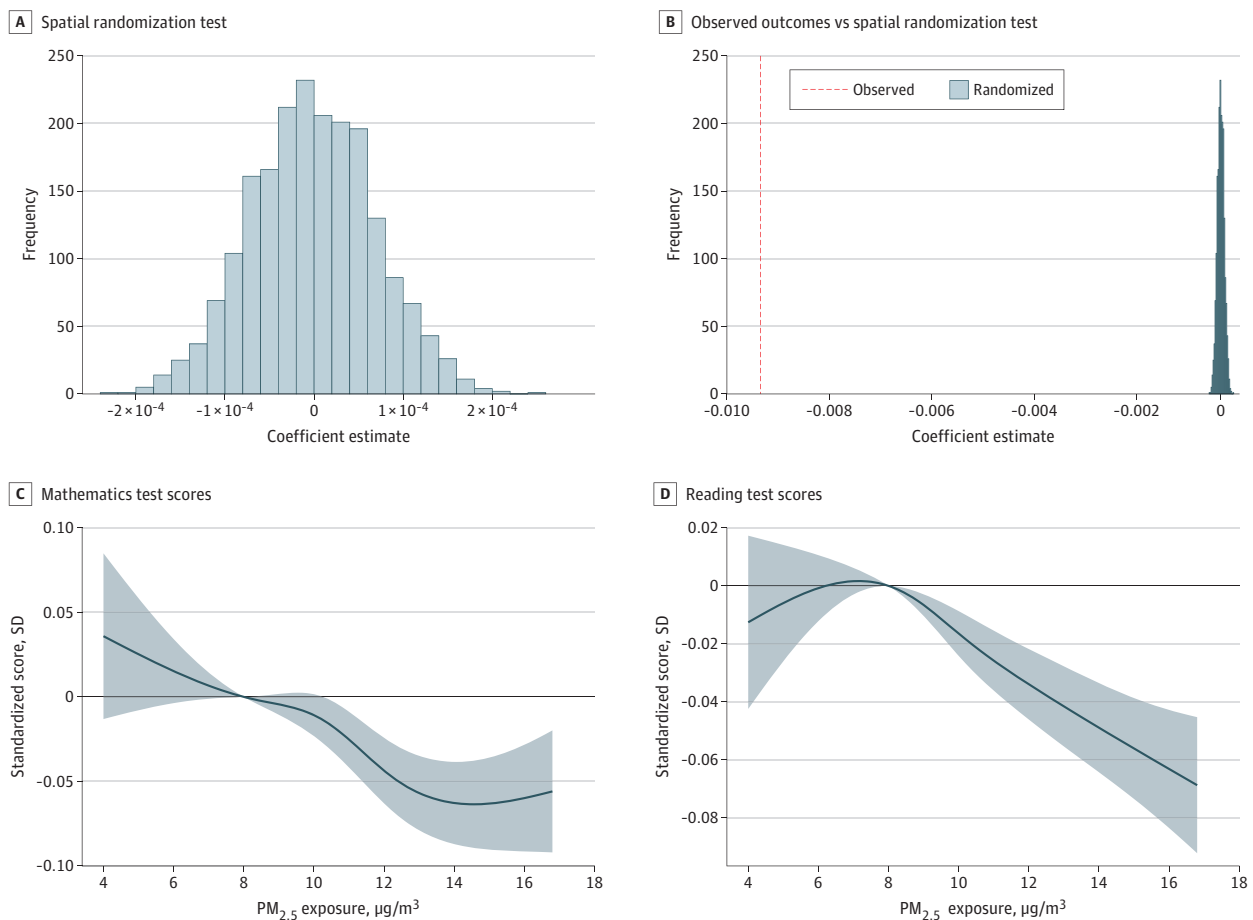 A Spatial randomization test
250
200
150
100
50
0
Frequency
-2 × 10⁻⁴ -1 × 10⁻⁴ 0 1 × 10⁻⁴ 2 × 10⁻⁴
Coefficient estimate
B Observed outcomes vs spatial randomization test
Observed Randomized
250
200
150
100
50
0
Frequency
-0.010 -0.008 -0.006 -0.004 -0.002 0
Coefficient estimate
C Mathematics test scores
0.10
0.05
0
-0.05
-0.10
Standardized score, SD
4 6 8 10 12 14 16 18
PM₂.₅ exposure, μg/m³
D Reading test scores
0.02
0
-0.02
-0.04
-0.06
-0.08
Standardized score, SD
4 6 8 10 12 14 16 18
PM₂.₅ exposure, μg/m³